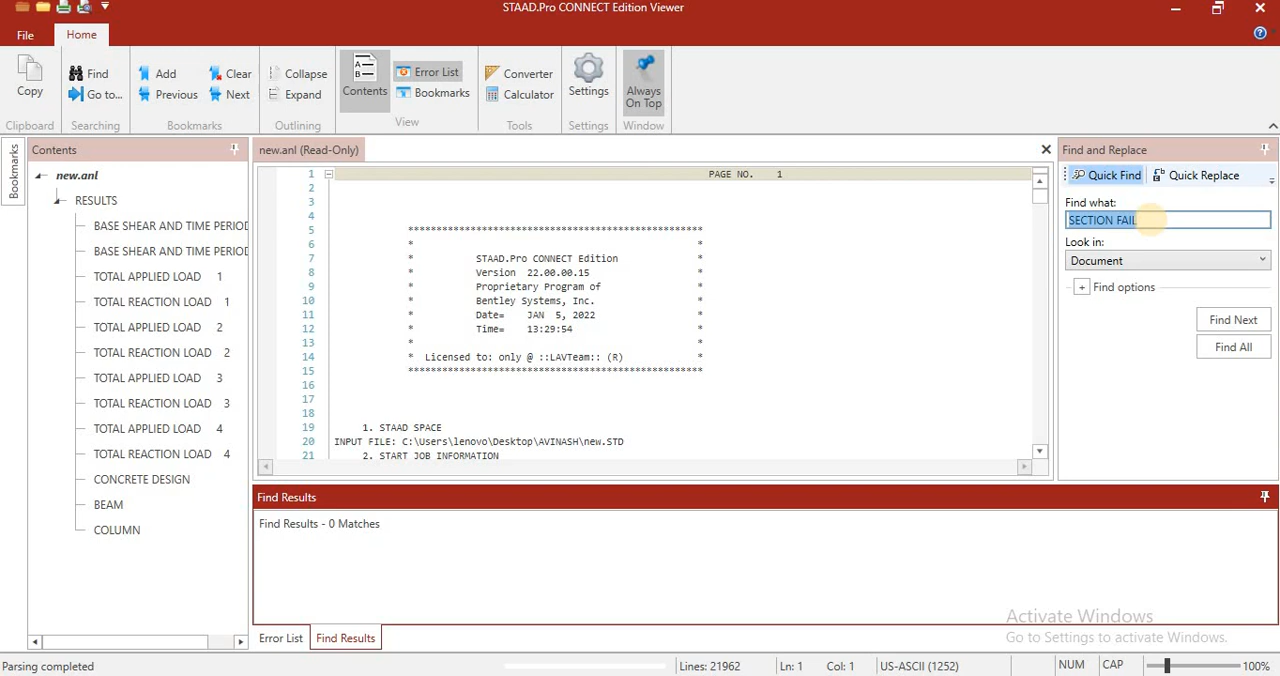 STAAD.Pro CONNECT Edition Viewer
File Home
Copy
Find
Go to...
Add
Previous
Clear
Next
Collapse
Expand
Contents
Error List
Bookmarks
Converter
Calculator
Settings
Always
On Top
Clipboard Searching Bookmarks Outlining View Tools Settings Window
Bookmarks
Contents
new.anl
RESULTS
BASE SHEAR AND TIME PERIOD
BASE SHEAR AND TIME PERIOD
TOTAL APPLIED LOAD 1
TOTAL REACTION LOAD 1
TOTAL APPLIED LOAD 2
TOTAL REACTION LOAD 2
TOTAL APPLIED LOAD 3
TOTAL REACTION LOAD 3
TOTAL APPLIED LOAD 4
TOTAL REACTION LOAD 4
CONCRETE DESIGN
BEAM
COLUMN
new.anl (Read-Only)
1 PAGE NO. 1
2
3
4
5 ****************************************************
6 * *
7 * STAAD.Pro CONNECT Edition *
8 * Version 22.00.00.15 *
9 * Proprietary Program of *
10 * Bentley Systems, Inc. *
11 * Date= JAN 5, 2022 *
12 * Time= 13:29:54 *
13 * *
14 * Licensed to: only @ ::LAVTeam:: (R) *
15 ****************************************************
16
17
18
19 1. STAAD SPACE
20 INPUT FILE: C:\Users\lenovo\Desktop\AVINASH\new.STD
21 2. START JOB INFORMATION
Find and Replace
Quick Find Quick Replace
Find what:
SECTION FAIL
Look in:
Document
Find options
Find Next
Find All
Find Results
Find Results - 0 Matches
Error List Find Results
Activate Windows
Go to Settings to activate Windows.
Parsing completed Lines: 21962 Ln: 1 Col: 1 US-ASCII (1252) NUM CAP 100%